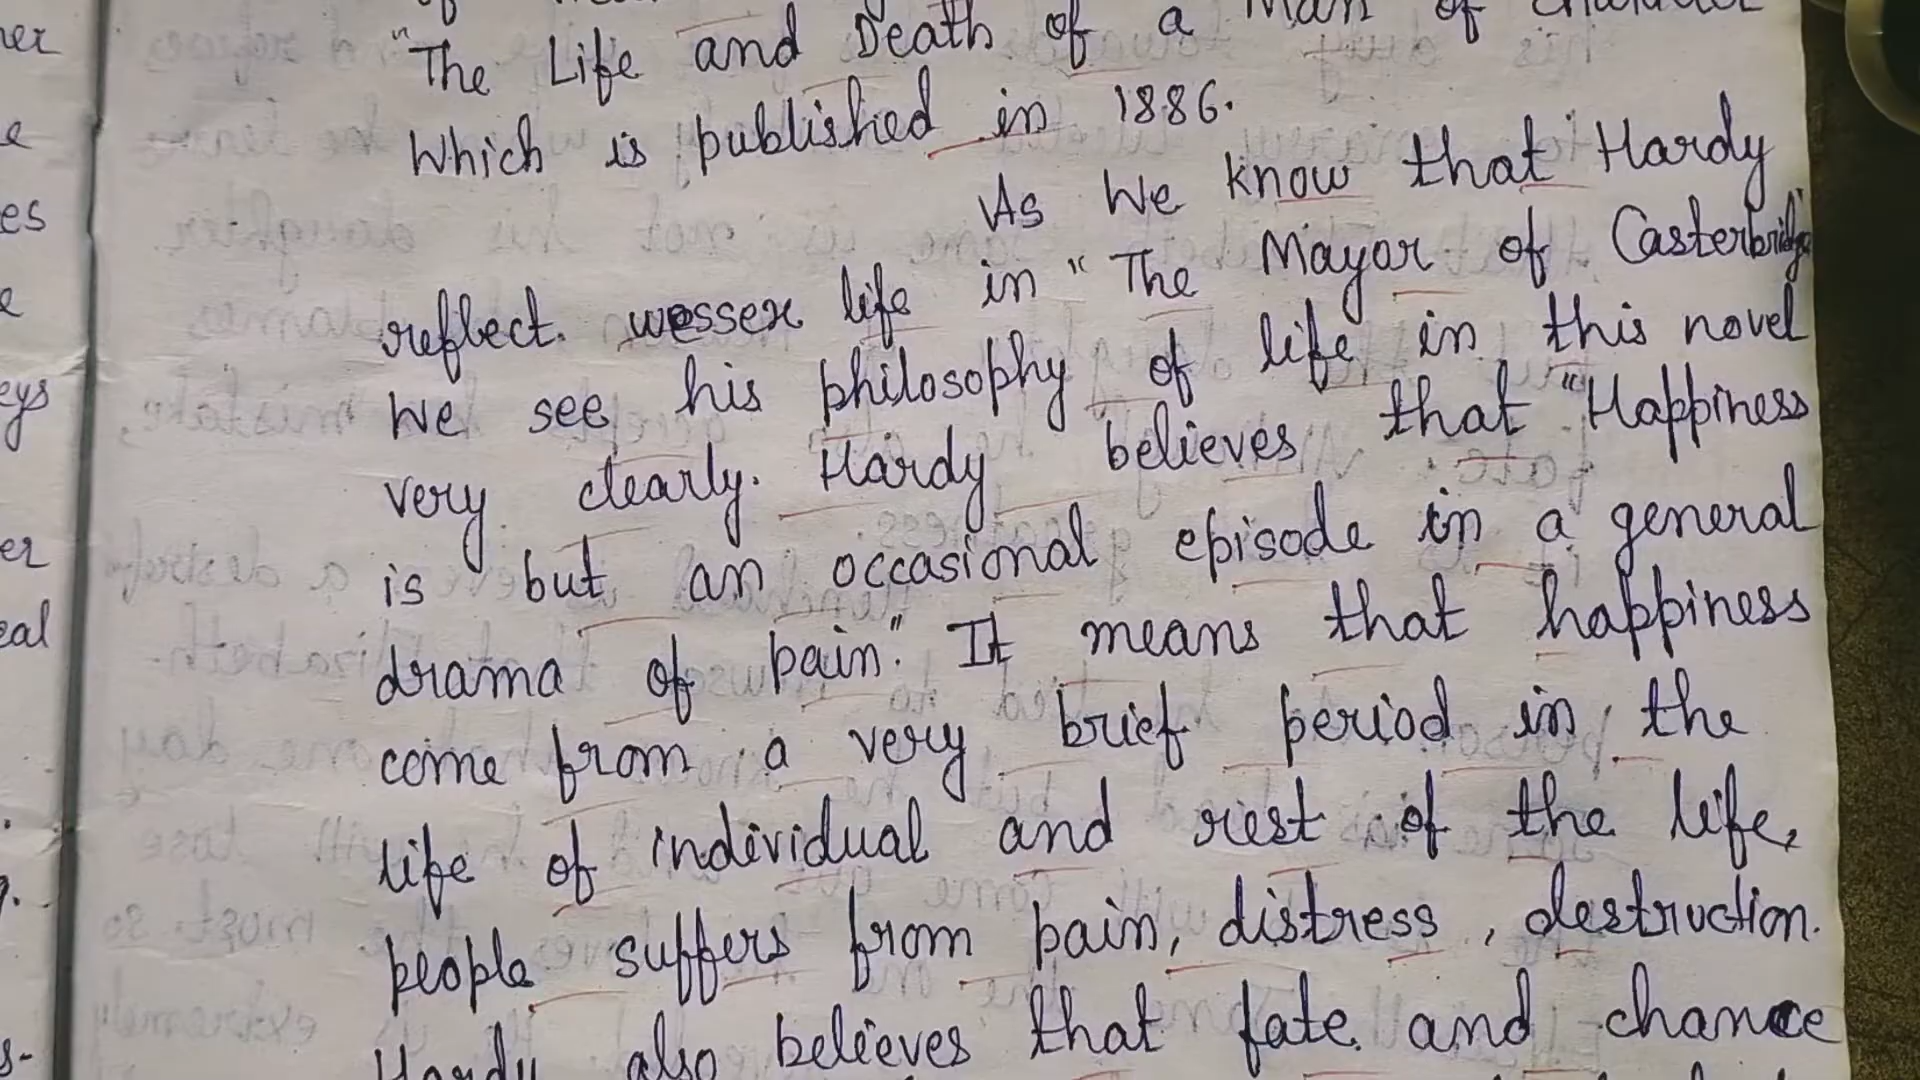 "The Life and Death of a Man of Character
Which is published in 1886.
As We know that Hardy
reflect. wessex life in "The Mayor of Casterbridge"
We see his philosophy of life in this novel
very clearly. Hardy believes that "Happiness
is but an occasional episode in a general
drama of pain". It means that happiness
come from a very brief period in the
life of individual and rest of the life,
people suffers from pain, distress, destruction.
Hardy also believes that fate and chance